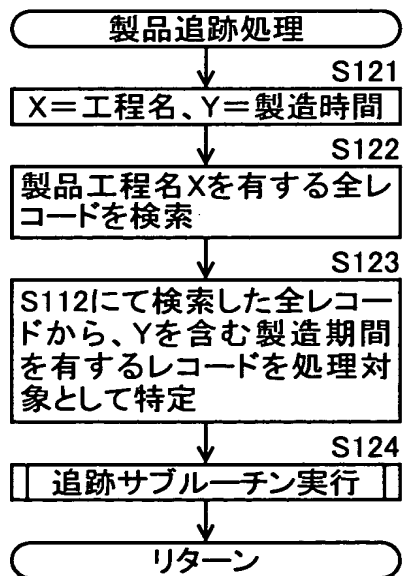 製品追跡処理
S121
X=工程名、Y=製造時間
S122
製品工程名Xを有する全レ
コードを検索
S123
S112にて検索した全レコー
ドから、Yを含む製造期間
を有するレコードを処理対
象として特定
S124
追跡サブルーチン実行
リターン